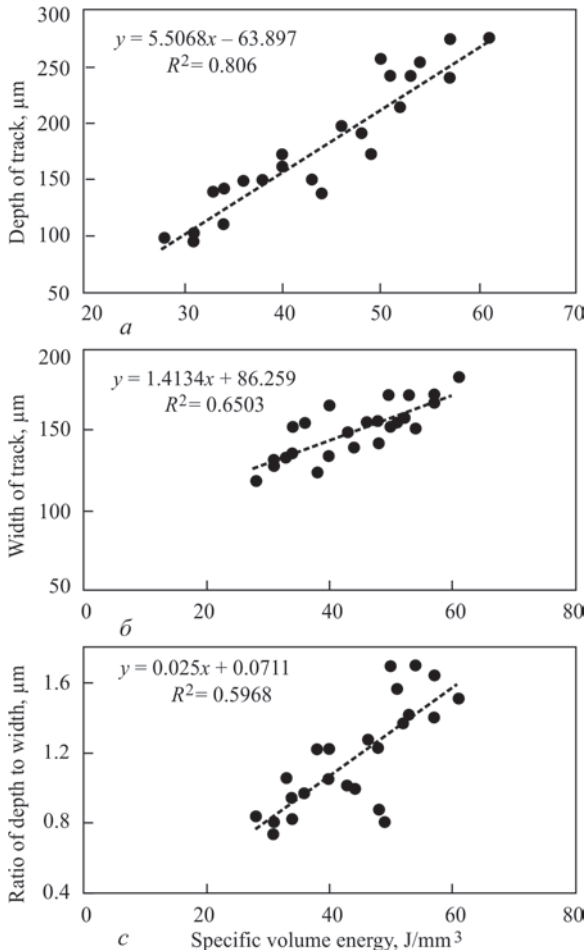 300
y = 5.5068x – 63.897
R² = 0.806
250
200
150
100
50
Depth of track, μm
20 30 40 50 60 70
a
200
y = 1.4134x + 86.259
R² = 0.6503
150
100
50
Width of track, μm
0 20 40 60 80
б
y = 0.025x + 0.0711
R² = 0.5968
1.6
1.2
0.8
0.4
Ratio of depth to width, μm
0 20 40 60 80
c Specific volume energy, J/mm³